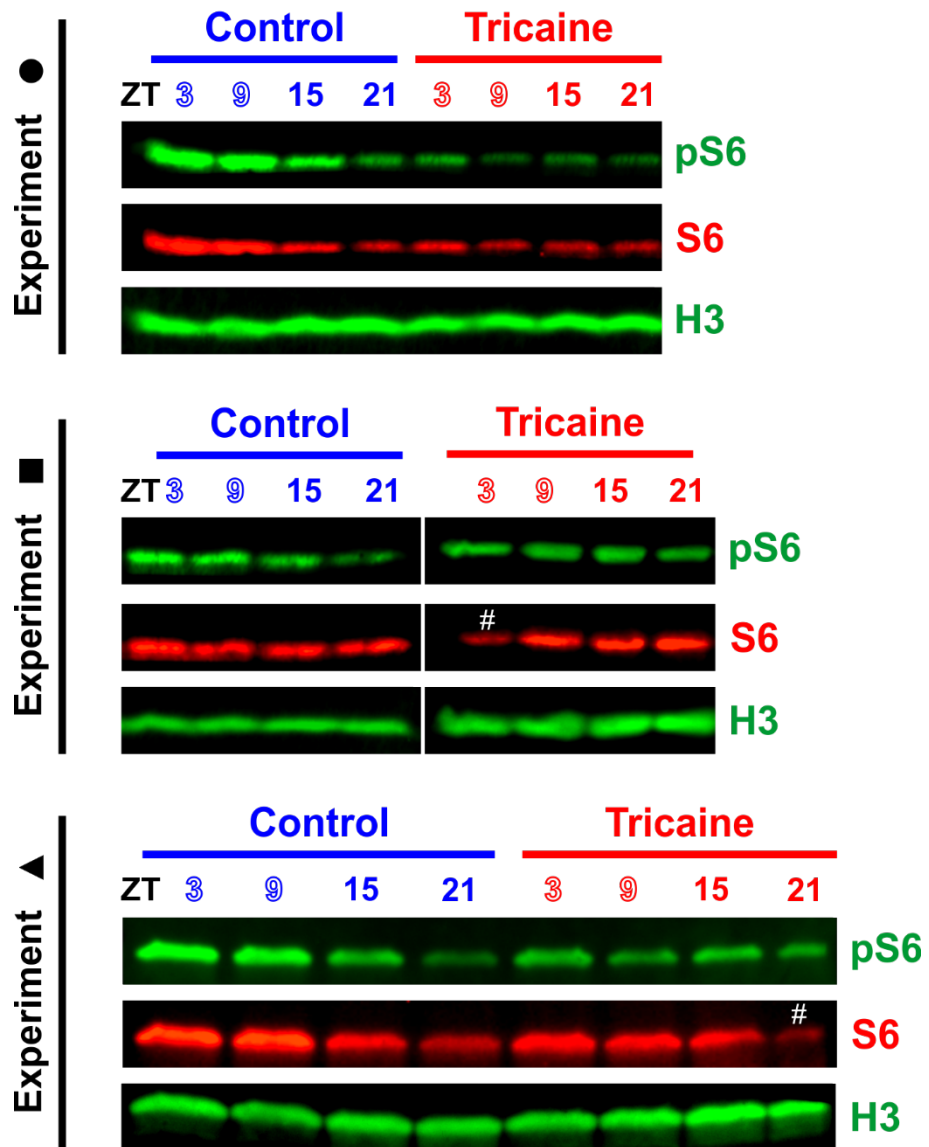 Experiment ●
Control Tricaine
ZT 3 9 15 21 3 9 15 21
pS6
S6
H3
Experiment ■
Control Tricaine
ZT 3 9 15 21 3 9 15 21
pS6
# S6
H3
Experiment ▲
Control Tricaine
ZT 3 9 15 21 3 9 15 21
pS6
# S6
H3